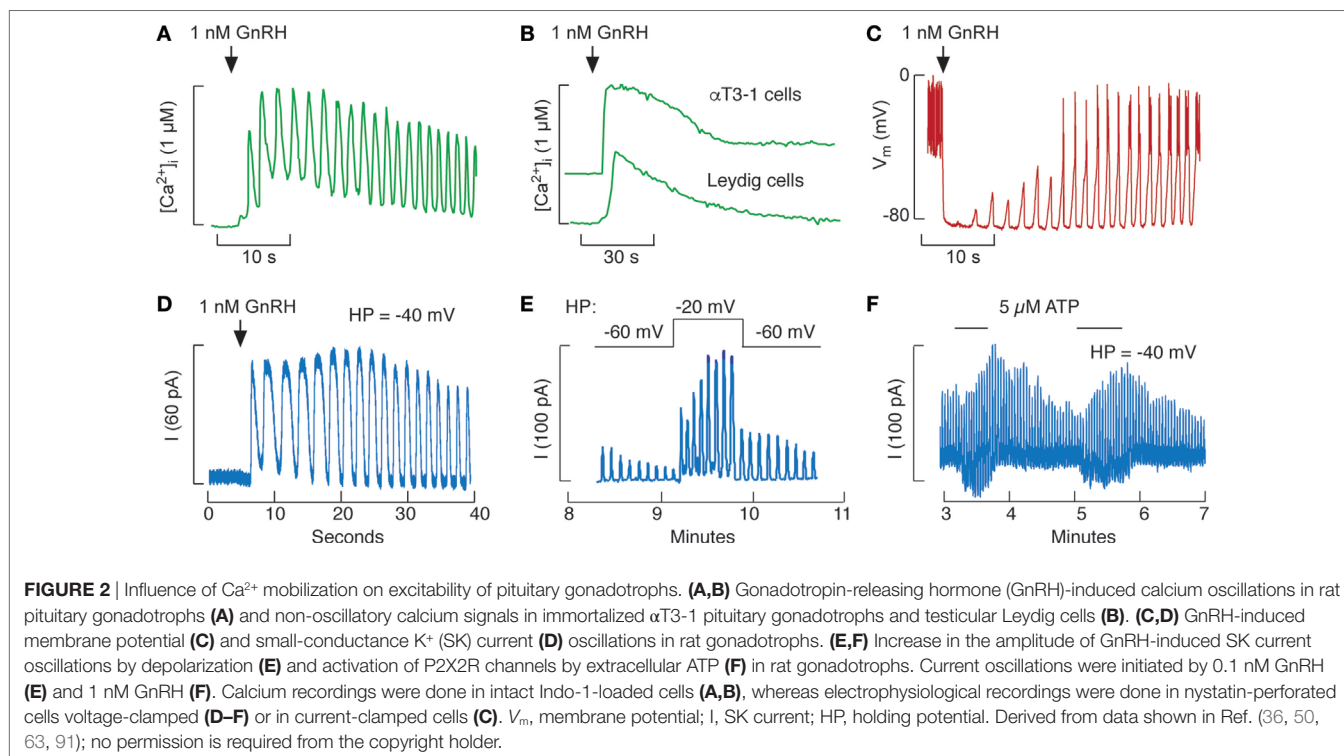 A 1 nM GnRH
[Ca²⁺]ᵢ (1 µM)
10 s
B 1 nM GnRH
αT3-1 cells
Leydig cells
[Ca²⁺]ᵢ (1 µM)
30 s
C 1 nM GnRH
0
Vₘ (mV)
-80
10 s
D 1 nM GnRH
HP = -40 mV
I (60 pA)
0 10 20 30 40
Seconds
E HP: -20 mV
-60 mV -60 mV
I (100 pA)
8 9 10 11
Minutes
F 5 µM ATP
HP = -40 mV
I (100 pA)
3 4 5 6 7
Minutes
FIGURE 2 | Influence of Ca²⁺ mobilization on excitability of pituitary gonadotrophs. (A,B) Gonadotropin-releasing hormone (GnRH)-induced calcium oscillations in rat
pituitary gonadotrophs (A) and non-oscillatory calcium signals in immortalized αT3-1 pituitary gonadotrophs and testicular Leydig cells (B). (C,D) GnRH-induced
membrane potential (C) and small-conductance K⁺ (SK) current (D) oscillations in rat gonadotrophs. (E,F) Increase in the amplitude of GnRH-induced SK current
oscillations by depolarization (E) and activation of P2X2R channels by extracellular ATP (F) in rat gonadotrophs. Current oscillations were initiated by 0.1 nM GnRH
(E) and 1 nM GnRH (F). Calcium recordings were done in intact Indo-1-loaded cells (A,B), whereas electrophysiological recordings were done in nystatin-perforated
cells voltage-clamped (D–F) or in current-clamped cells (C). Vₘ, membrane potential; I, SK current; HP, holding potential. Derived from data shown in Ref. (36, 50,
63, 91); no permission is required from the copyright holder.